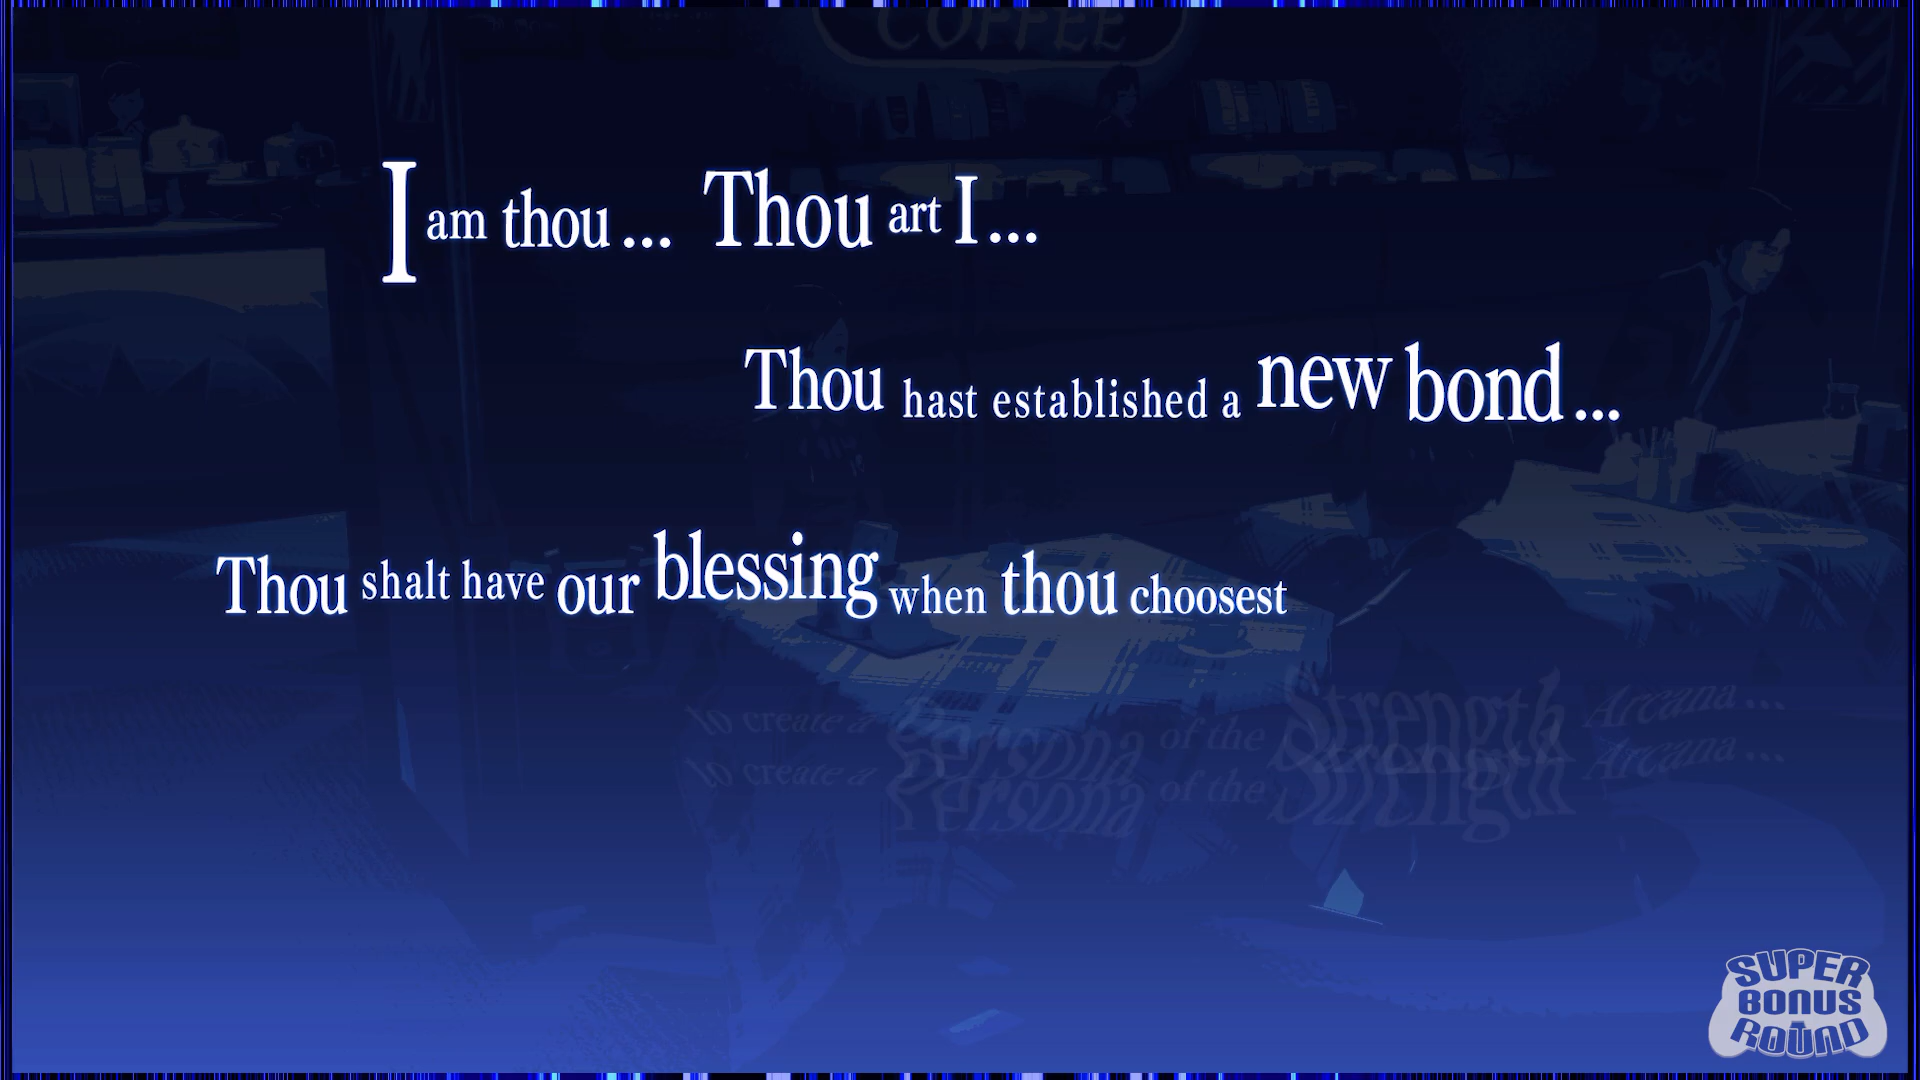 COFFEE
I am thou... Thou art I...
Thou hast established a new bond...
Thou shalt have our blessing when thou choosest
to create a Persona of the Strength Arcana...
to create a Persona of the Strength Arcana...
SUPER
BONUS
ROUND